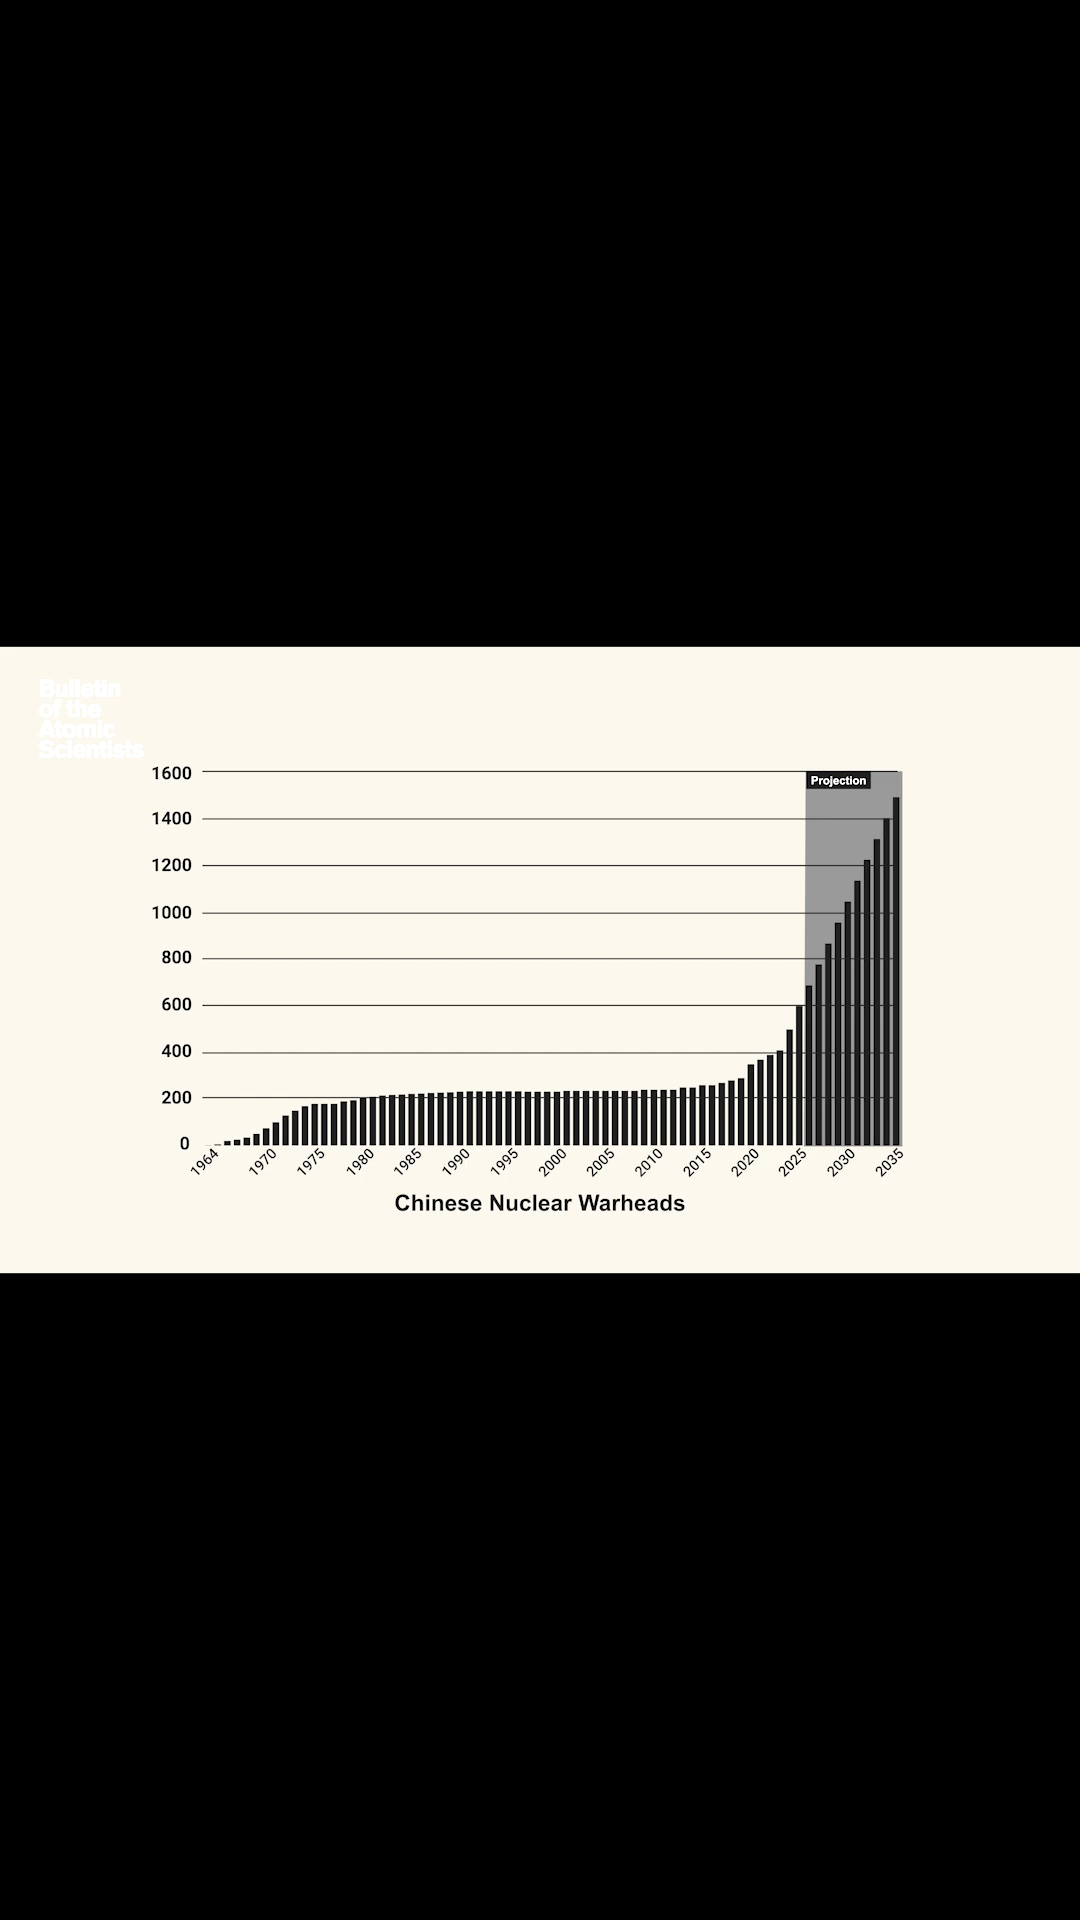 Bulletin
of the
Atomic
Scientists
1600
Projection
1400
1200
1000
800
600
400
200
0
1964 1970 1975 1980 1985 1990 1995 2000 2005 2010 2015 2020 2025 2030 2035
Chinese Nuclear Warheads